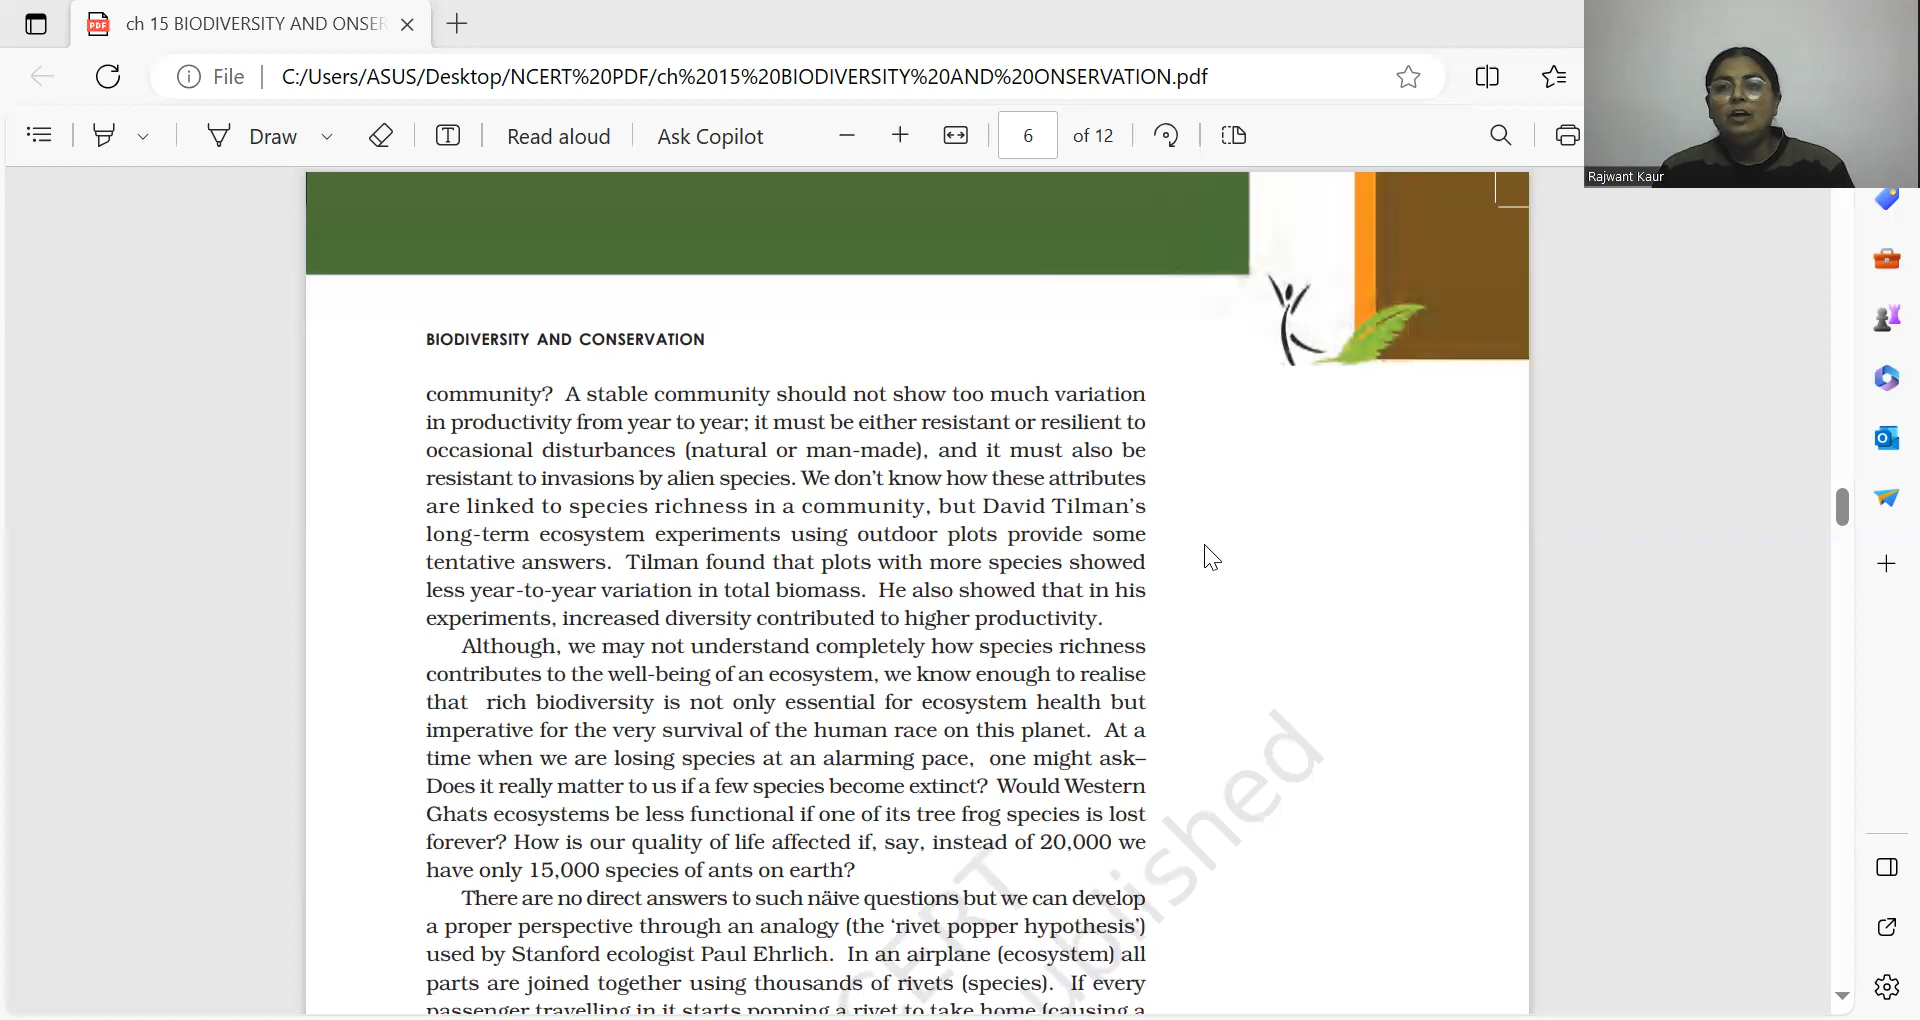 ch 15 BIODIVERSITY AND ONSER
File
C:/Users/ASUS/Desktop/NCERT%20PDF/ch%2015%20BIODIVERSITY%20AND%20ONSERVATION.pdf
Draw
Read aloud
Ask Copilot
6
of 12
Rajwant Kaur
BIODIVERSITY AND CONSERVATION
community? A stable community should not show too much variation
in productivity from year to year; it must be either resistant or resilient to
occasional disturbances (natural or man-made), and it must also be
resistant to invasions by alien species. We don't know how these attributes
are linked to species richness in a community, but David Tilman's
long-term ecosystem experiments using outdoor plots provide some
tentative answers. Tilman found that plots with more species showed
less year-to-year variation in total biomass. He also showed that in his
experiments, increased diversity contributed to higher productivity.
Although, we may not understand completely how species richness
contributes to the well-being of an ecosystem, we know enough to realise
that rich biodiversity is not only essential for ecosystem health but
imperative for the very survival of the human race on this planet. At a
time when we are losing species at an alarming pace, one might ask–
Does it really matter to us if a few species become extinct? Would Western
Ghats ecosystems be less functional if one of its tree frog species is lost
forever? How is our quality of life affected if, say, instead of 20,000 we
have only 15,000 species of ants on earth?
There are no direct answers to such näive questions but we can develop
a proper perspective through an analogy (the 'rivet popper hypothesis')
used by Stanford ecologist Paul Ehrlich. In an airplane (ecosystem) all
parts are joined together using thousands of rivets (species). If every
passenger travelling in it starts popping a rivet to take home (causing a